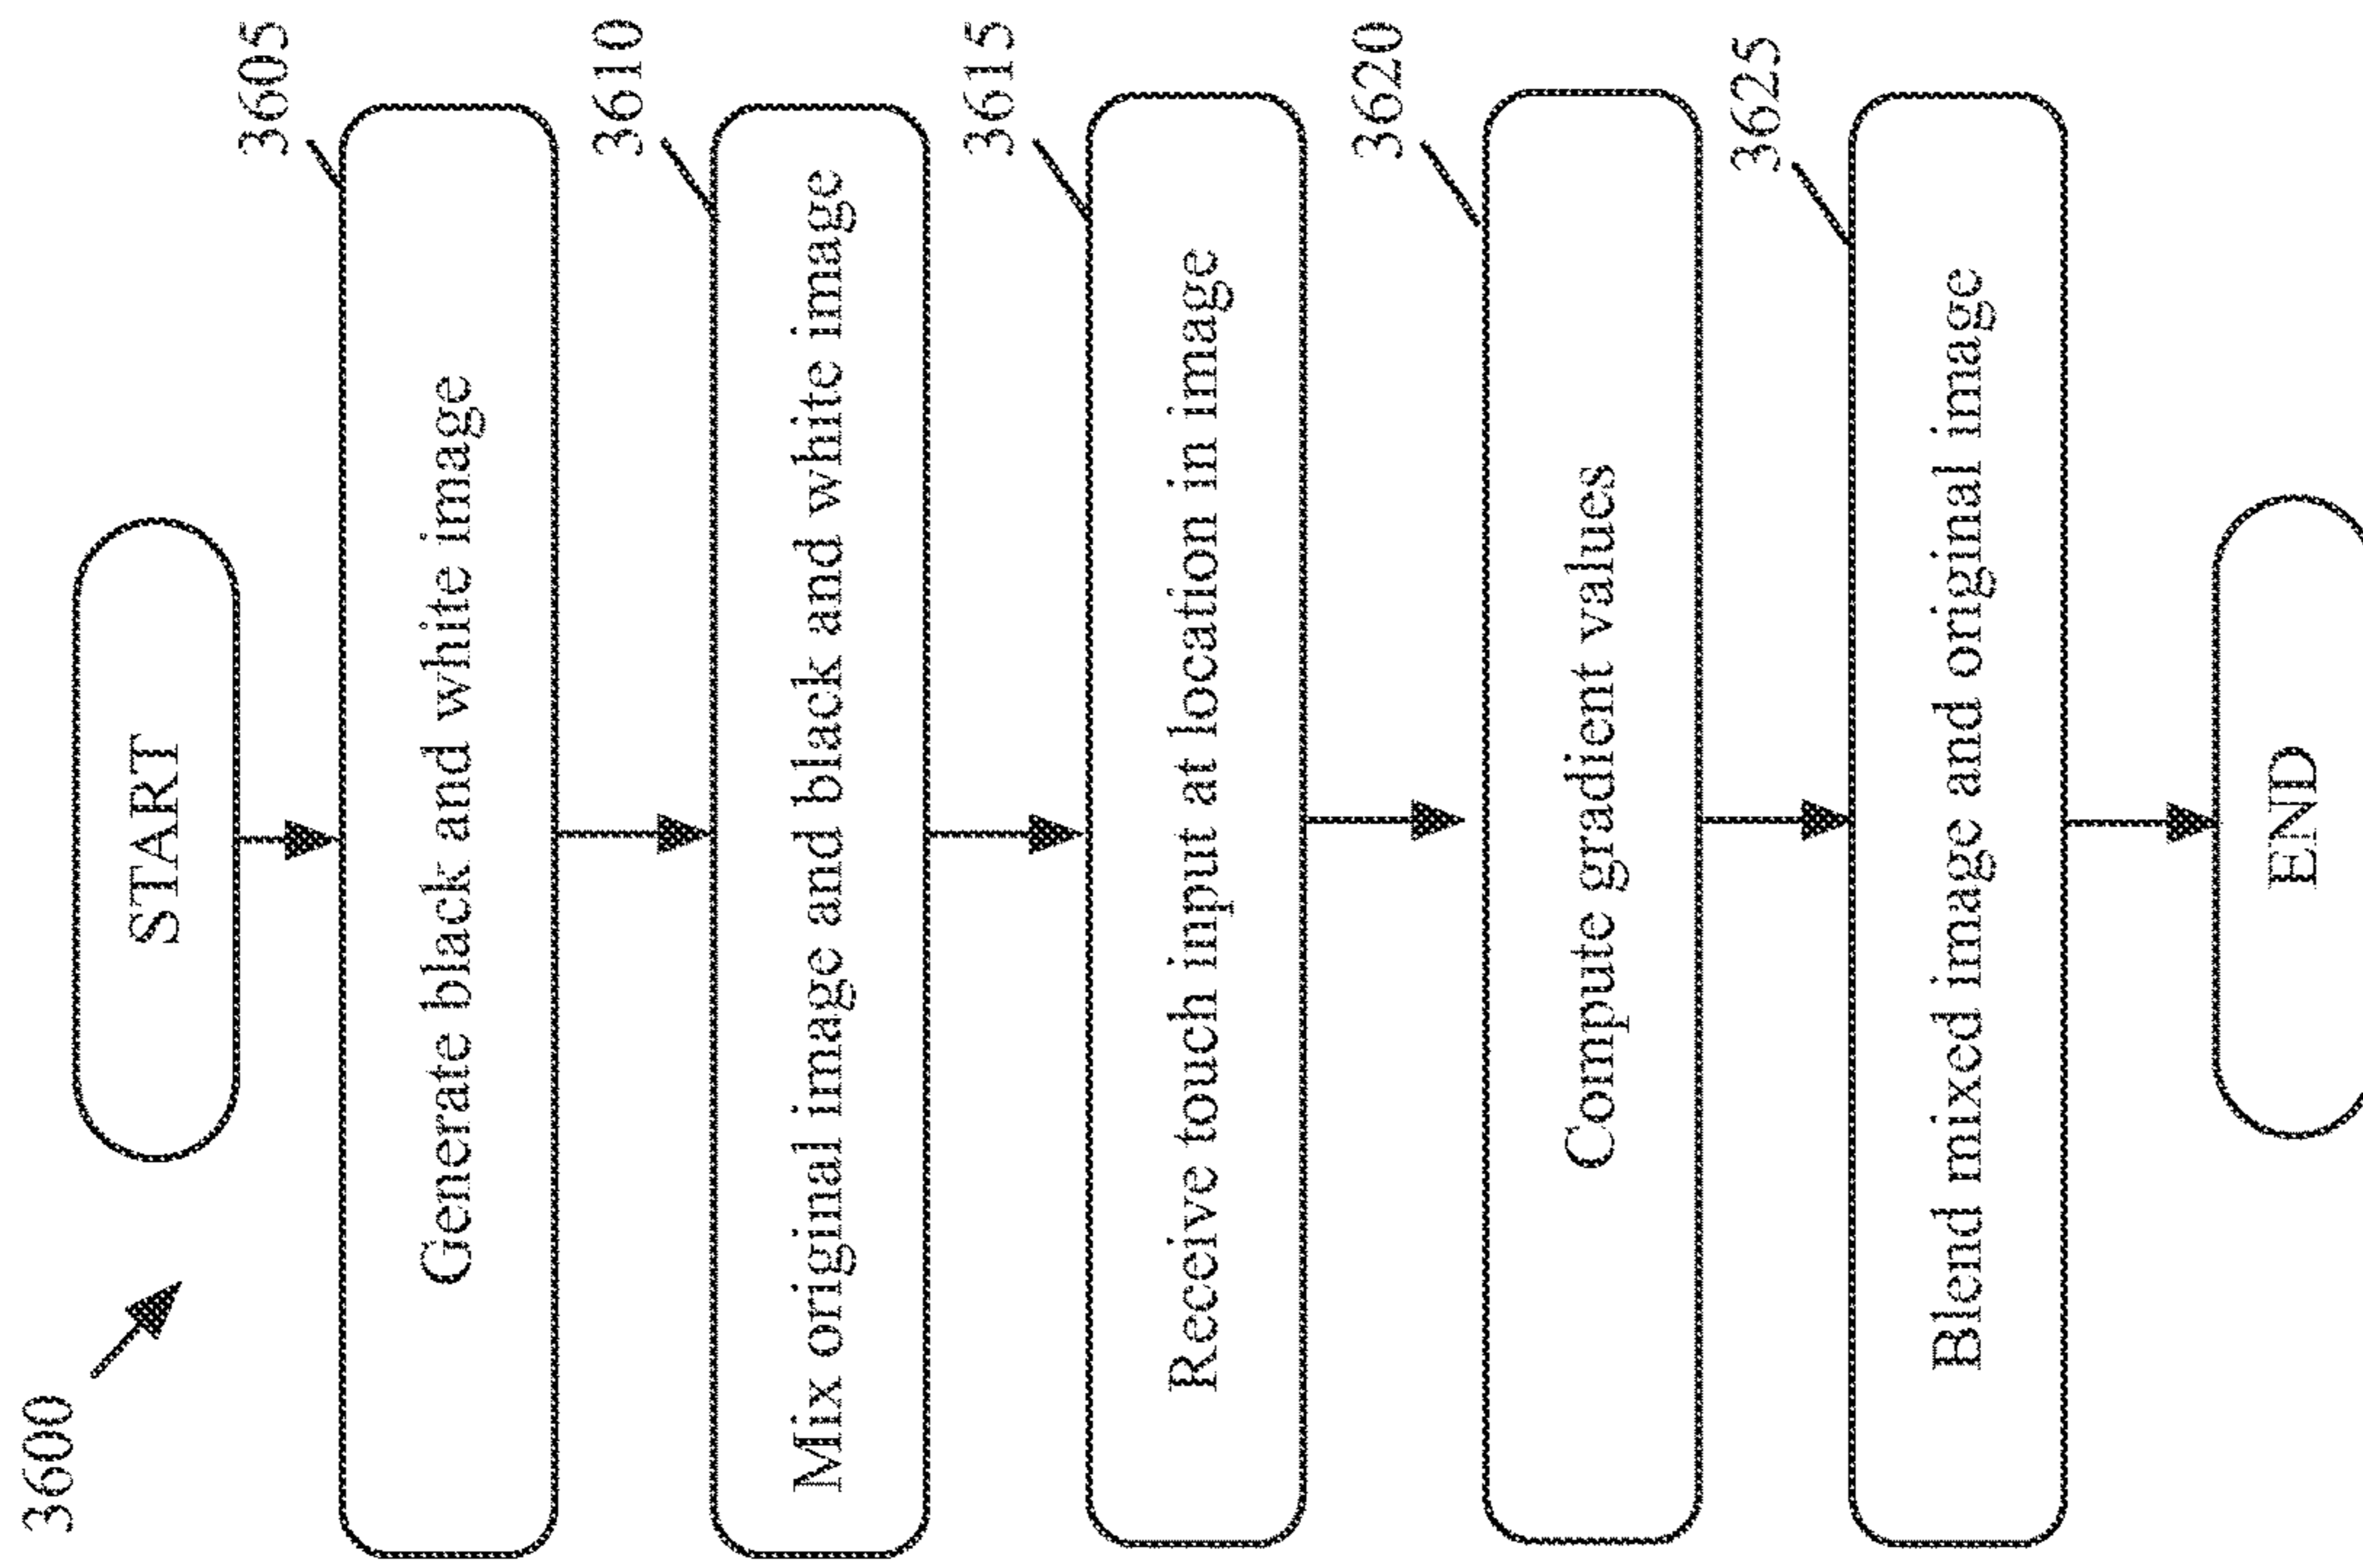 3600
START
3605
Generate black and white image
3610
Mix original image and black and white image
3615
Receive touch input at location in image
3620
Compute gradient values
3625
Blend mixed image and original image
END